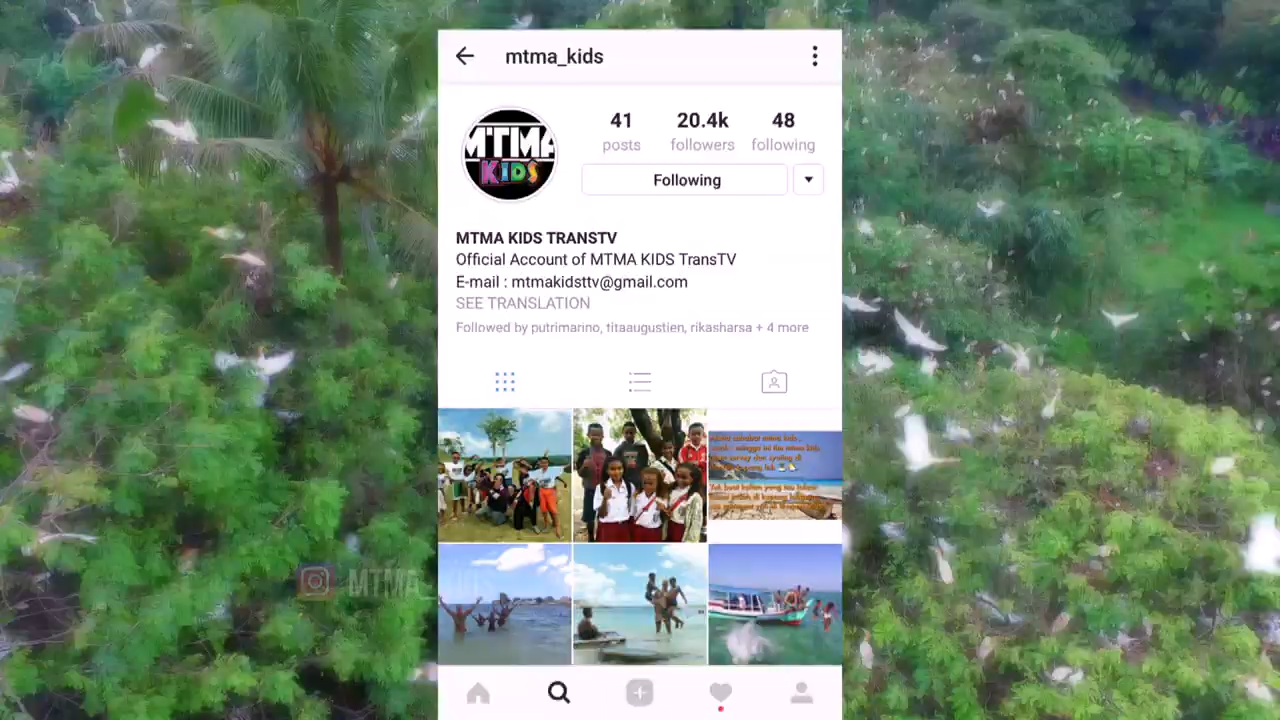 mtma_kids
MTMA
KIDS
41
posts
20.4k
followers
48
following
Following
MTMA KIDS TRANSTV
Official Account of MTMA KIDS TransTV
E-mail : mtmakidsttv@gmail.com
SEE TRANSLATION
Followed by putrimarino, titaaugustien, rikasharsa + 4 more
MTMA_